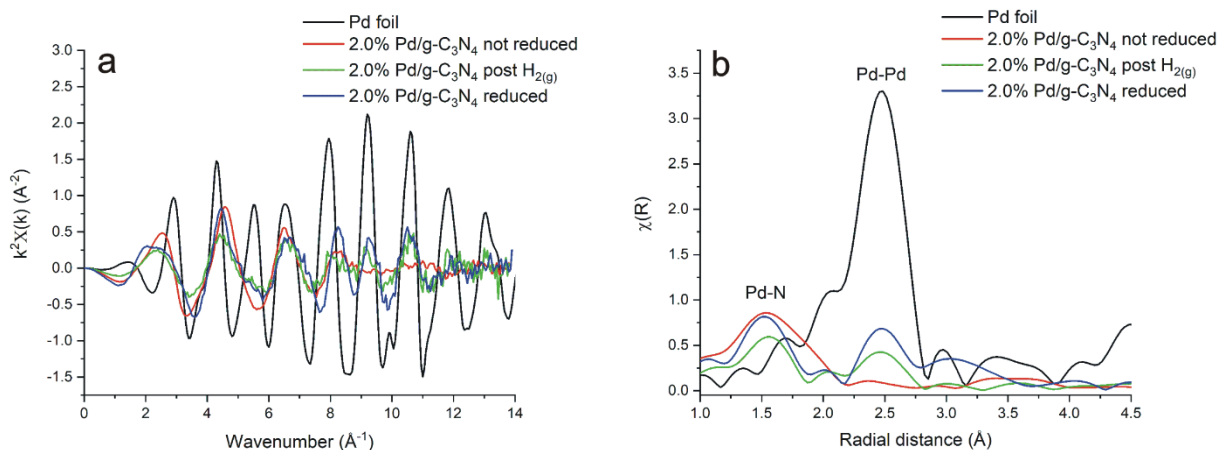 Pd foil
2.0% Pd/g-C₃N₄ not reduced
2.0% Pd/g-C₃N₄ post H₂₍g₎
2.0% Pd/g-C₃N₄ reduced
a
3.0
2.5
2.0
1.5
1.0
0.5
0.0
-0.5
-1.0
-1.5
k²X(k) (A⁻²)
0 2 4 6 8 10 12 14
Wavenumber (Å⁻¹)
Pd foil
2.0% Pd/g-C₃N₄ not reduced
2.0% Pd/g-C₃N₄ post H₂₍g₎
2.0% Pd/g-C₃N₄ reduced
b
Pd-Pd
Pd-N
3.5
3.0
2.5
2.0
1.5
1.0
0.5
0.0
χ(R)
1.0 1.5 2.0 2.5 3.0 3.5 4.0 4.5
Radial distance (Å)